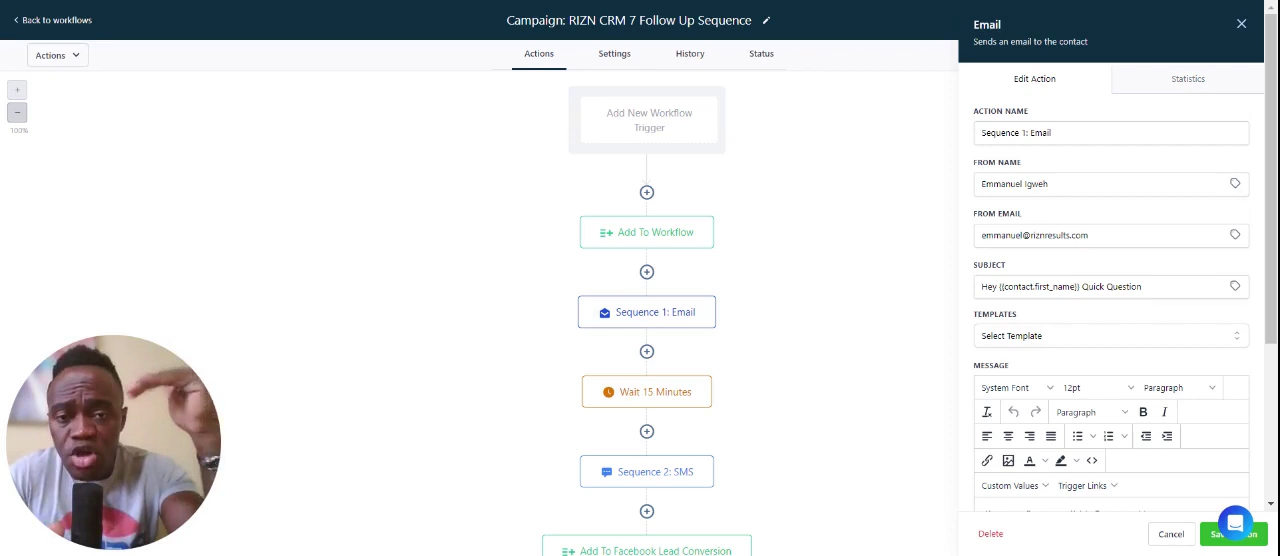 Back to workflows
Campaign: RIZN CRM 7 Follow Up Sequence
Actions
Actions
Settings
History
Status
100%
Add New Workflow
Trigger
Add To Workflow
Sequence 1: Email
Wait 15 Minutes
Sequence 2: SMS
Add To Facebook Lead Conversion
Email
Sends an email to the contact
Edit Action
Statistics
ACTION NAME
Sequence 1: Email
FROM NAME
Emmanuel Igweh
FROM EMAIL
emmanuel@riznresults.com
SUBJECT
Hey {{contact.first_name}} Quick Question
TEMPLATES
Select Template
MESSAGE
System Font
12pt
Paragraph
Paragraph
B
I
A
Custom Values
Trigger Links
Delete
Cancel